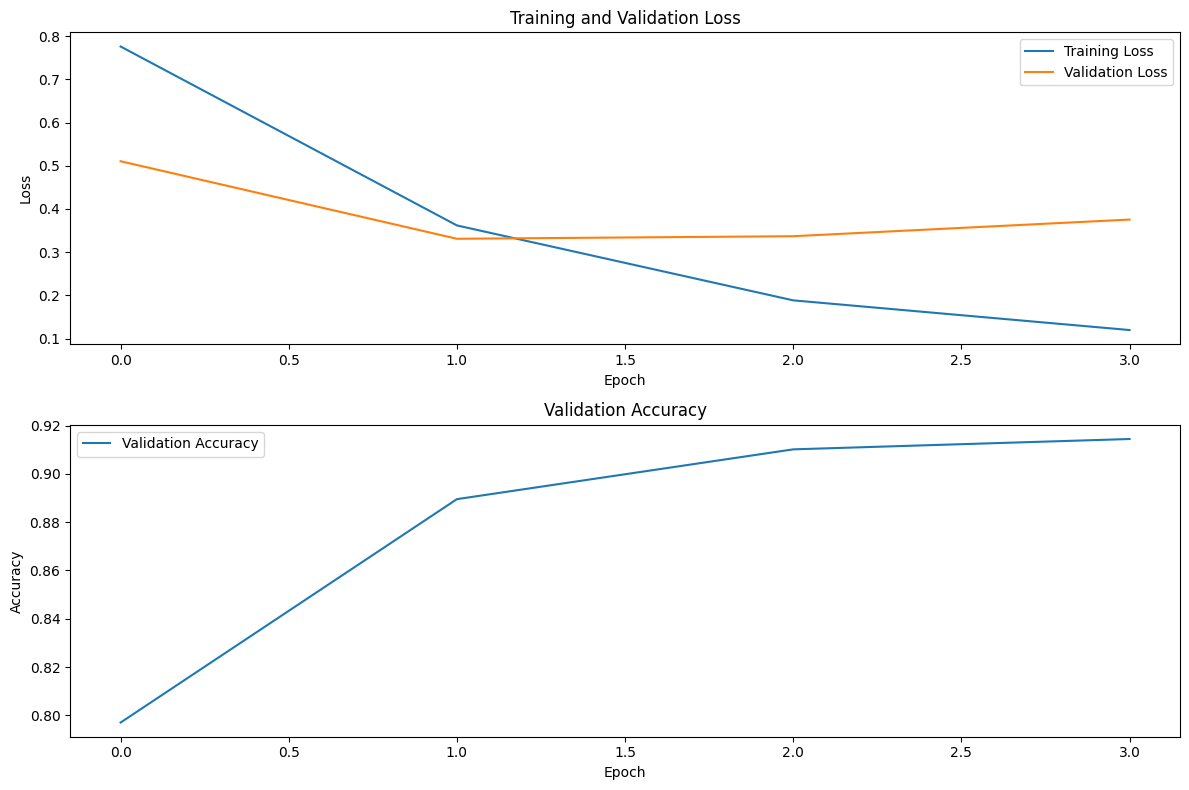 Training and Validation Loss
0.8
0.7
0.6
0.5
0.4
0.3
0.2
0.1
Loss
Training Loss
Validation Loss
0.0 0.5 1.0 1.5 2.0 2.5 3.0
Epoch
Validation Accuracy
0.92
0.90
0.88
0.86
0.84
0.82
0.80
Accuracy
Validation Accuracy
0.0 0.5 1.0 1.5 2.0 2.5 3.0
Epoch